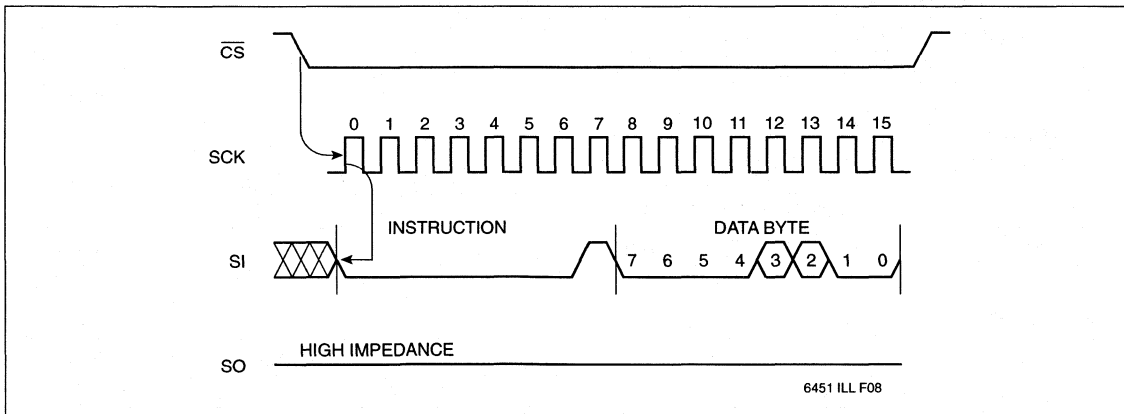 CS
0 1 2 3 4 5 6 7 8 9 10 11 12 13 14 15
SCK
INSTRUCTION DATA BYTE
SI 7 6 5 4 3 2 1 0
HIGH IMPEDANCE
SO
6451 ILL F08